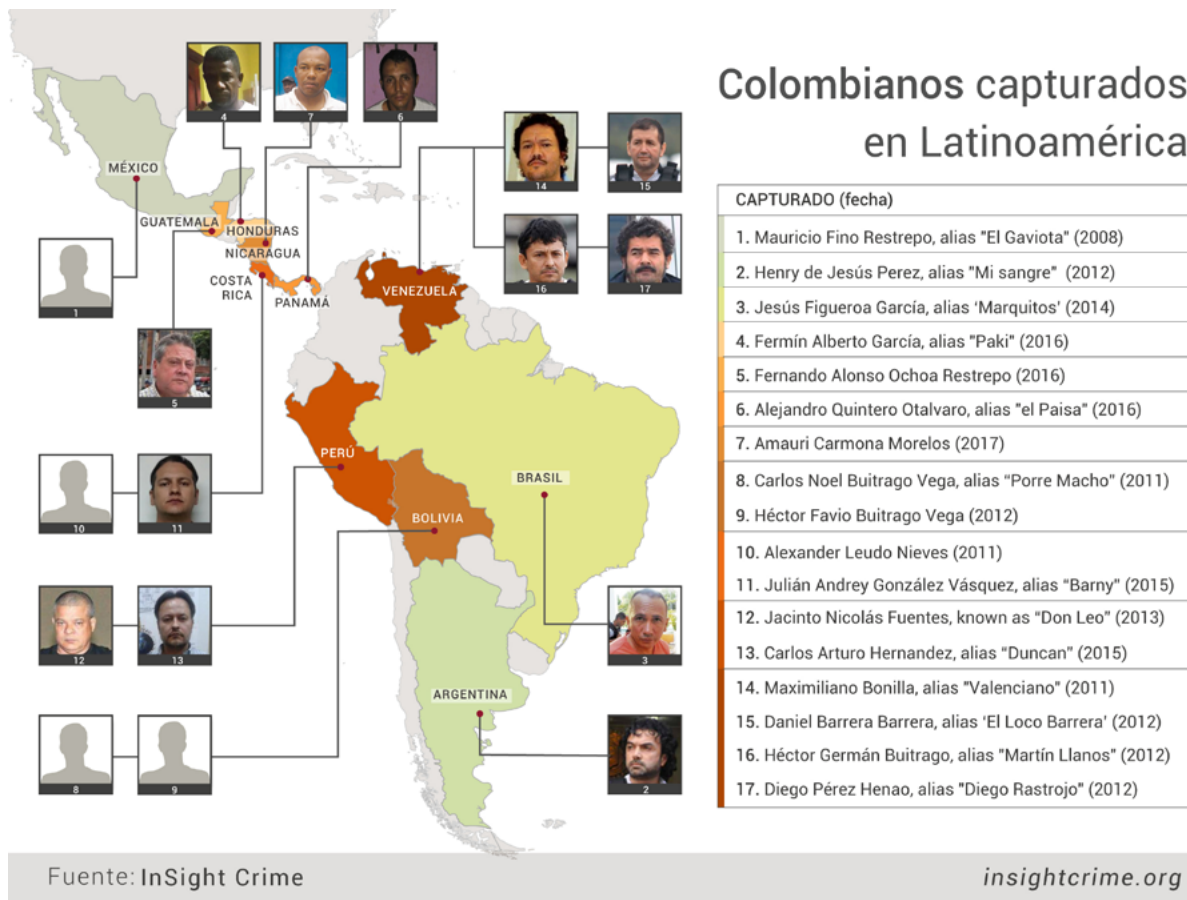 Colombianos capturados
en Latinoamérica
CAPTURADO (fecha)
1. Mauricio Fino Restrepo, alias "El Gaviota" (2008)
2. Henry de Jesús Perez, alias "Mi sangre" (2012)
3. Jesús Figueroa García, alias ‘Marquitos’ (2014)
4. Fermín Alberto García, alias "Paki" (2016)
5. Fernando Alonso Ochoa Restrepo (2016)
6. Alejandro Quintero Otalvaro, alias "el Paisa" (2016)
7. Amauri Carmona Morelos (2017)
8. Carlos Noel Buitrago Vega, alias “Porre Macho” (2011)
9. Héctor Favio Buitrago Vega (2012)
10. Alexander Leudo Nieves (2011)
11. Julián Andrey González Vásquez, alias “Barny” (2015)
12. Jacinto Nicolás Fuentes, known as “Don Leo” (2013)
13. Carlos Arturo Hernandez, alias “Duncan” (2015)
14. Maximiliano Bonilla, alias "Valenciano" (2011)
15. Daniel Barrera Barrera, alias ‘El Loco Barrera’ (2012)
16. Héctor Germán Buitrago, alias "Martín Llanos" (2012)
17. Diego Pérez Henao, alias "Diego Rastrojo" (2012)
4
7
6
14
15
16
17
MÉXICO
GUATEMALA
HONDURAS
NICARAGUA
COSTA
RICA
PANAMÁ
VENEZUELA
1
5
PERÚ
BRASIL
BOLIVIA
10
11
12
13
3
ARGENTINA
8
9
2
Fuente: InSight Crime
insightcrime.org